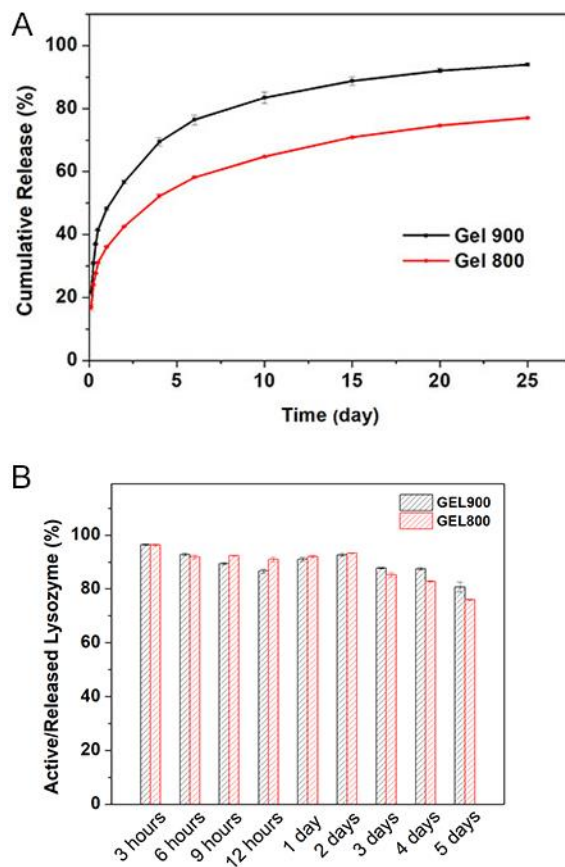 A
Cumulative Release (%)
100
80
60
40
20
0
Gel 900
Gel 800
0
5
10
15
20
25
Time (day)
B
Active/Released Lysozyme (%)
100
80
60
40
20
0
GEL900
GEL800
3 hours
6 hours
9 hours
12 hours
1 day
2 days
3 days
4 days
5 days